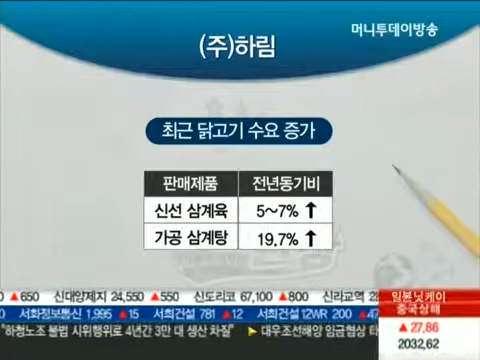 머니투데이방송
(주)하림
최근 닭고기 수요 증가
판매제품 전년동기비
신선 삼계육 5~7% ↑
가공 삼계탕 19.7% ↑
▲650 신대양제지 24,550 ▲550 신도리코 67,100 ▲800 신라교역
일본닛케이
중국상해
서화정보통신 1,995 ▲15 서희건설 781 ▲12 서희건설12WR 200 ▲
▲27.86
"하청노조 불법 시위행위로 4년간 3만 대 생산 차질" ▶ 대우조선해양 임금협상
2032.62